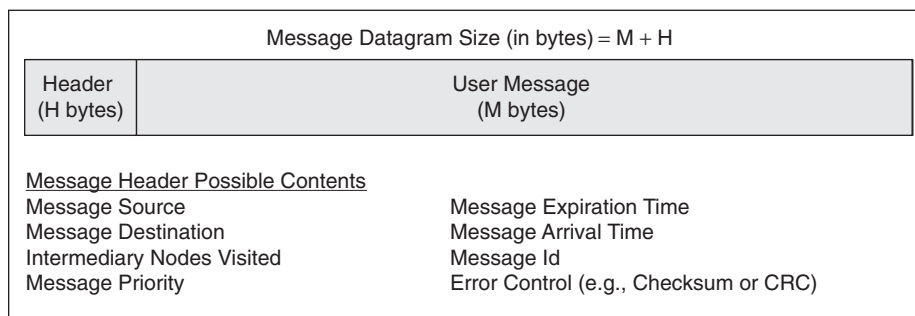 Message Datagram Size (in bytes) = M + H
Header
(H bytes)
User Message
(M bytes)
Message Header Possible Contents
Message Source
Message Destination
Intermediary Nodes Visited
Message Priority
Message Expiration Time
Message Arrival Time
Message Id
Error Control (e.g., Checksum or CRC)